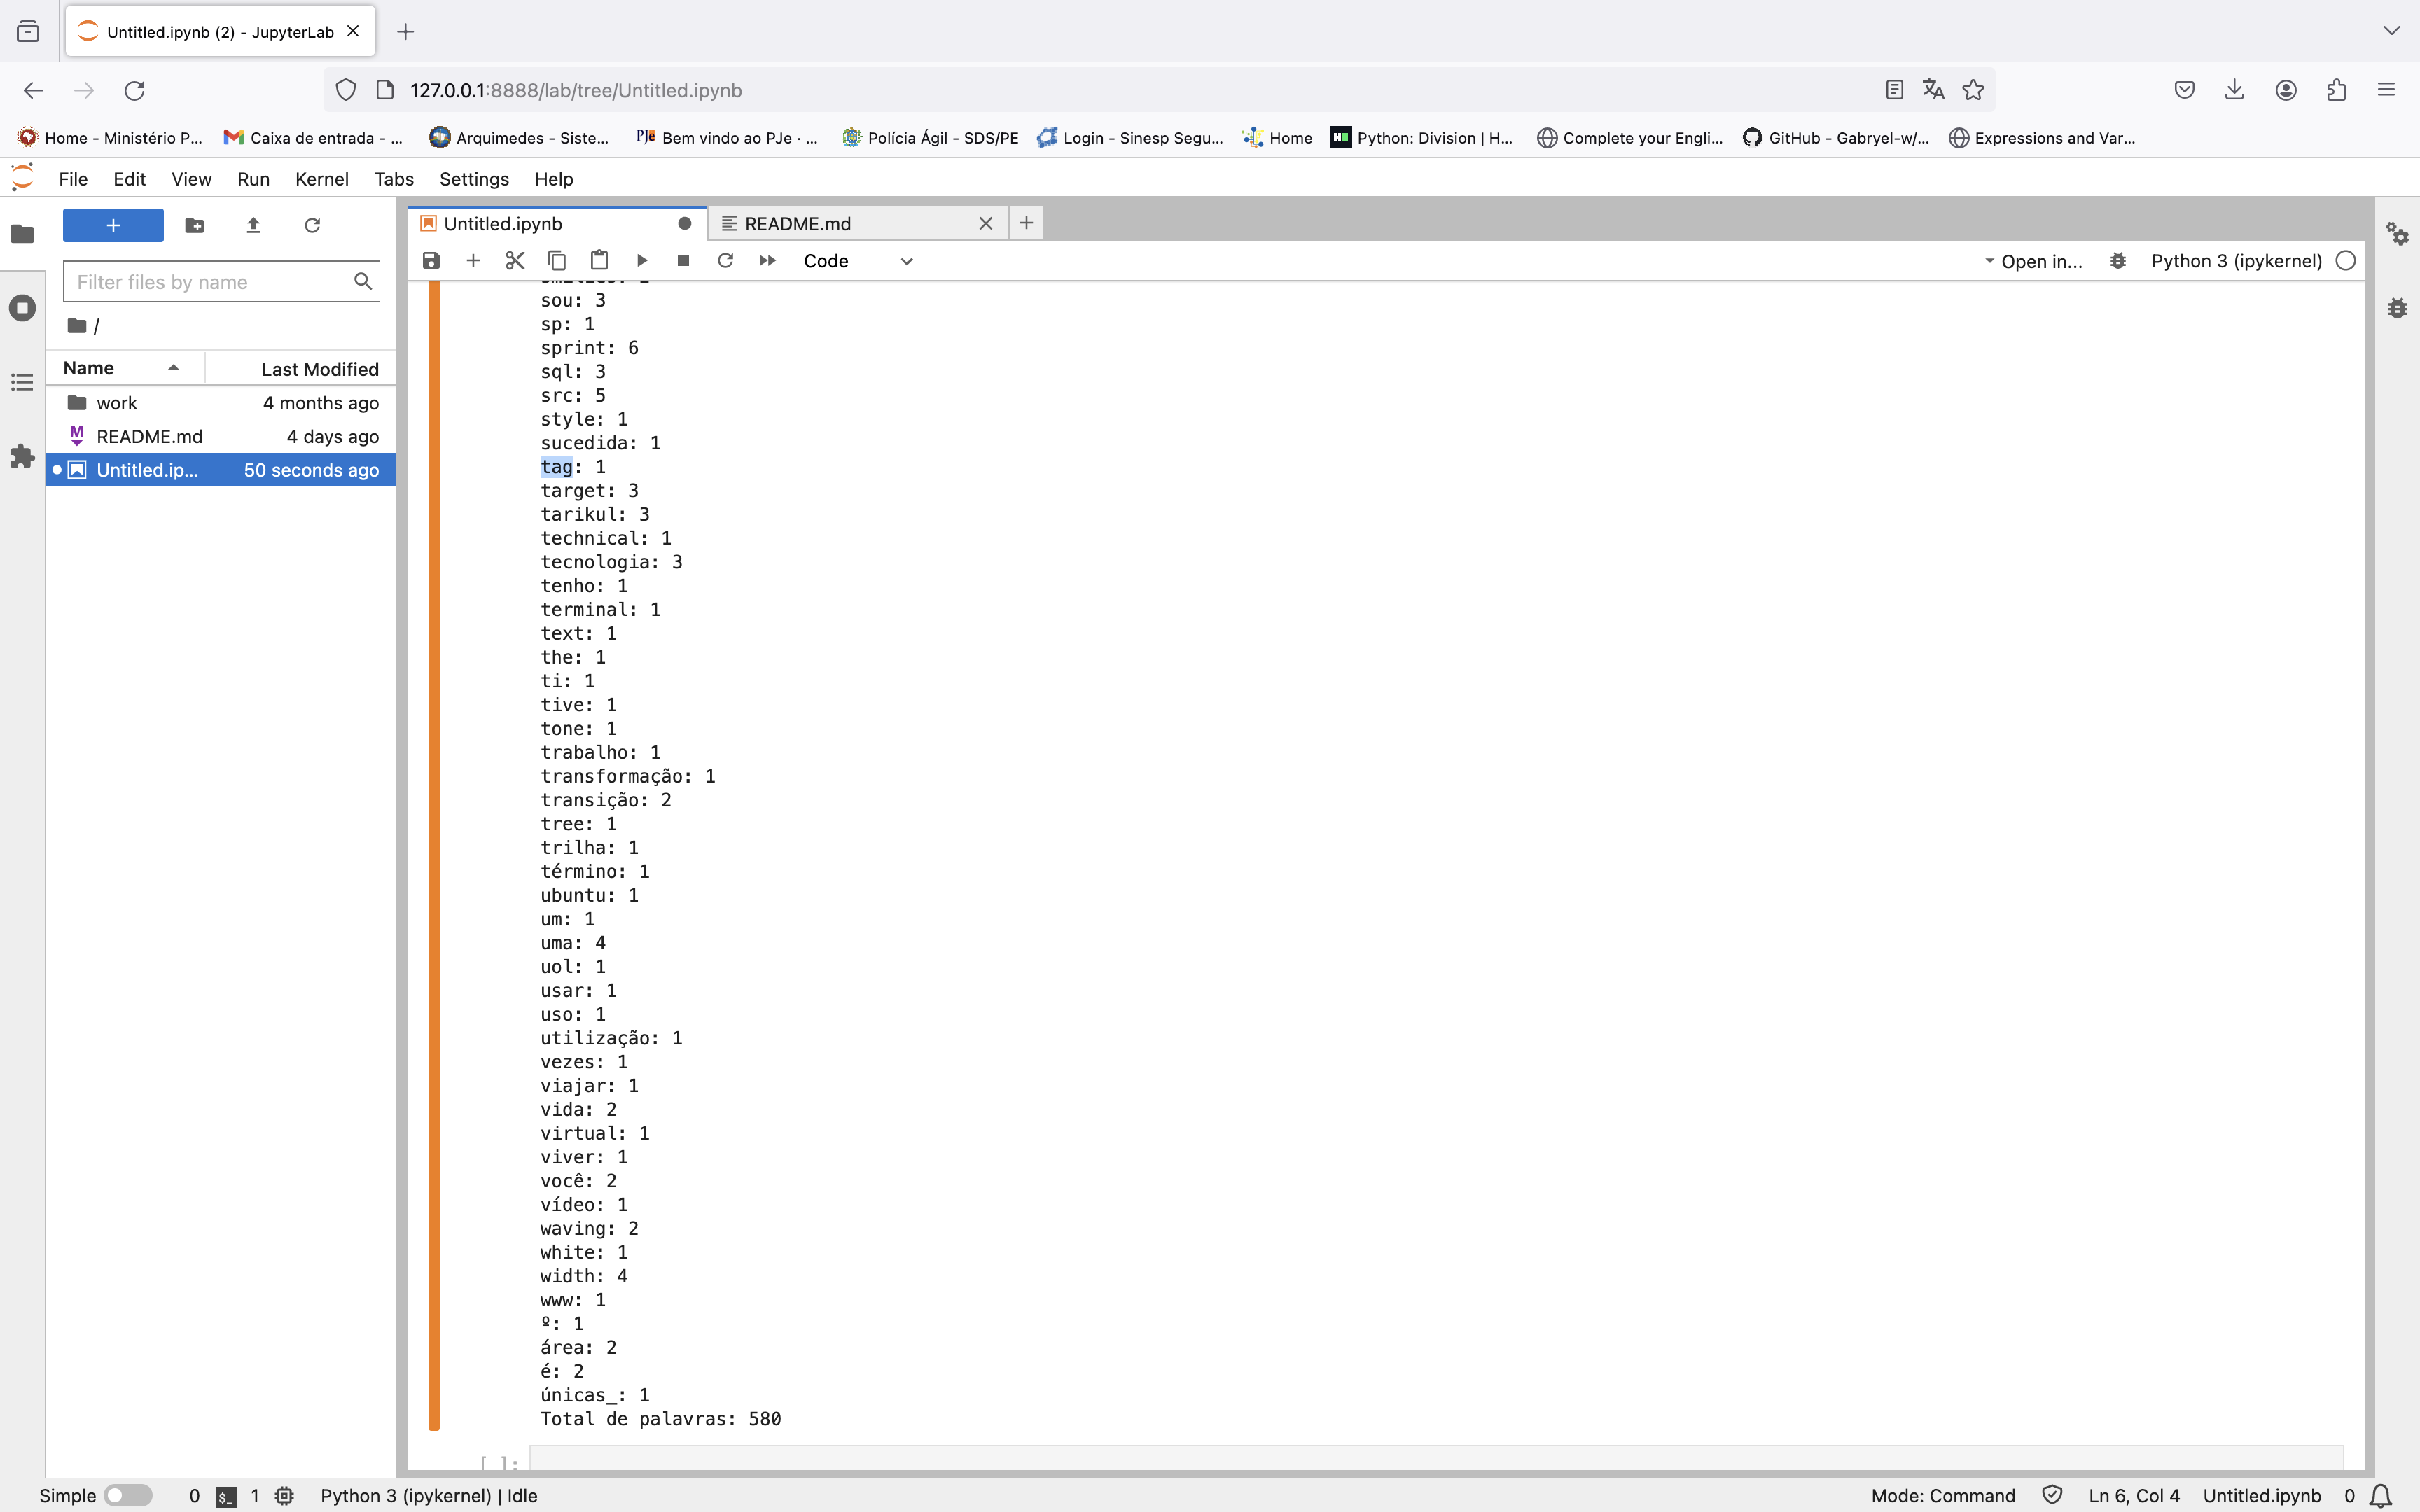 Untitled.ipynb (2) - JupyterLab
127.0.0.1:8888/lab/tree/Untitled.ipynb
Home - Ministério P...
Caixa de entrada - ...
Arquimedes - Siste...
PJe Bem vindo ao PJe · ...
Polícia Ágil - SDS/PE
Login - Sinesp Segu...
Home
Python: Division | H...
Complete your Engli...
GitHub - Gabryel-w/...
Expressions and Var...
File Edit View Run Kernel Tabs Settings Help
Filter files by name
/
Name Last Modified
work 4 months ago
README.md 4 days ago
Untitled.ip... 50 seconds ago
Untitled.ipynb
README.md
Code
Open in...
Python 3 (ipykernel)
sou: 3
sp: 1
sprint: 6
sql: 3
src: 5
style: 1
sucedida: 1
tag: 1
target: 3
tarikul: 3
technical: 1
tecnologia: 3
tenho: 1
terminal: 1
text: 1
the: 1
ti: 1
tive: 1
tone: 1
trabalho: 1
transformação: 1
transição: 2
tree: 1
trilha: 1
término: 1
ubuntu: 1
um: 1
uma: 4
uol: 1
usar: 1
uso: 1
utilização: 1
vezes: 1
viajar: 1
vida: 2
virtual: 1
viver: 1
você: 2
vídeo: 1
waving: 2
white: 1
width: 4
www: 1
º: 1
área: 2
é: 2
únicas_: 1
Total de palavras: 580
[ ]:
Simple 0 $_ 1 Python 3 (ipykernel) | Idle
Mode: Command Ln 6, Col 4 Untitled.ipynb 0